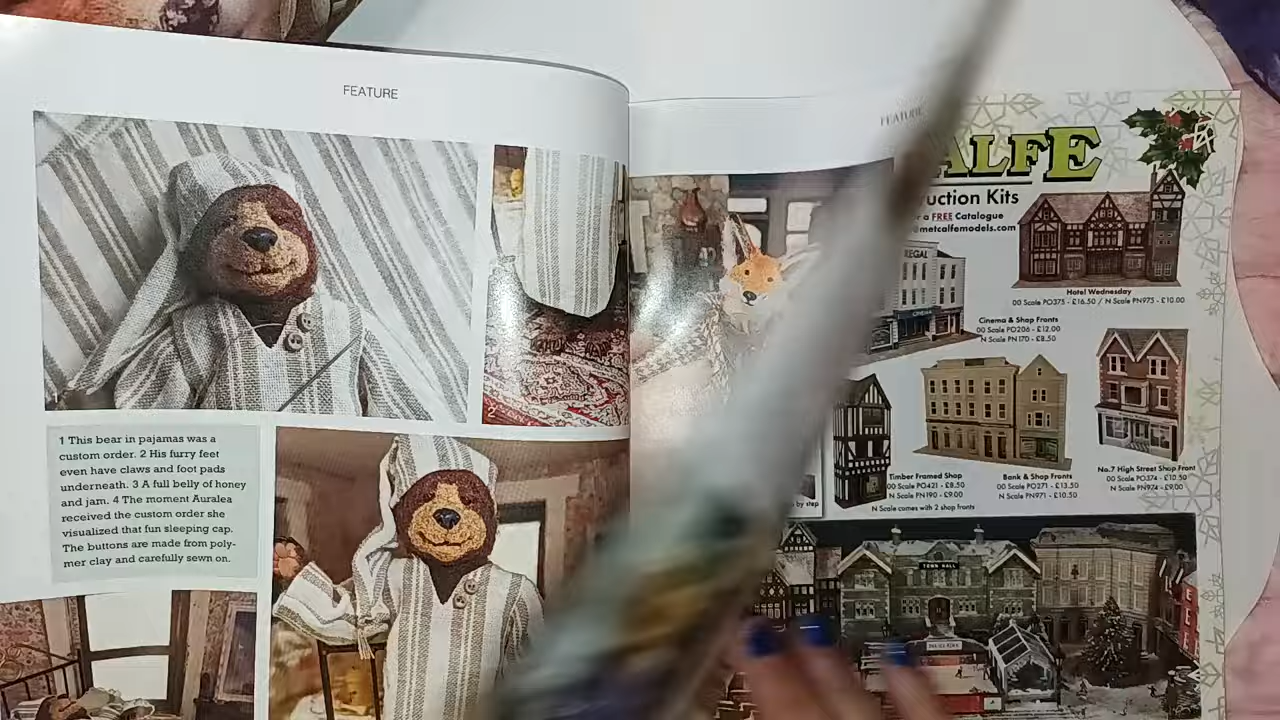 FEATURE
1 This bear in pajamas was a
custom order. 2 His furry feet
even have claws and foot pads
underneath. 3 A full belly of honey
and jam. 4 The moment Auralea
received the custom order she
visualized that fun sleeping cap.
The buttons are made from poly-
mer clay and carefully sewn on.
2
FEATURE
ALFE
uction Kits
r a FREE Catalogue
@metcalfemodels.com
REGAL
CINEMA
Hotel Wednesday
00 Scale PO375 - £16.50 / N Scale PN975 - £10.00
Cinema & Shop Fronts
00 Scale PO206 - £12.00
N Scale PN170 - £8.50
Timber Framed Shop
00 Scale PO421 - £8.50
N Scale PN190 - £9.00
N Scale comes with 2 shop fronts
Bank & Shop Fronts
00 Scale PO271 - £13.50
N Scale PN971 - £10.50
No.7 High Street Shop Front
00 Scale PO374 - £10.50
N Scale PN974 - £9.00
by step
TOWN HALL